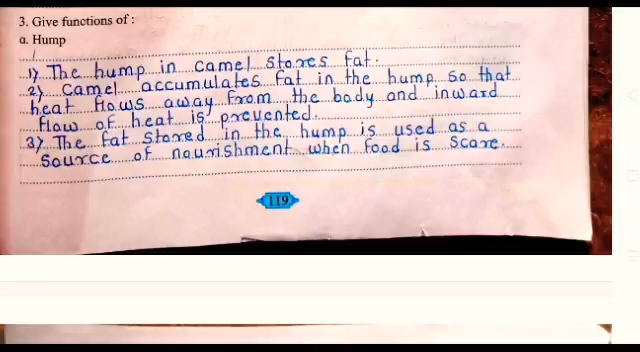 3. Give functions of :
a. Hump
1) The hump in camel stores fat.
2) Camel accumulates fat in the hump so that
heat flows away from the body and inward
flow of heat is prevented.
3) The fat stored in the hump is used as a
source of nourishment when food is scare.
119